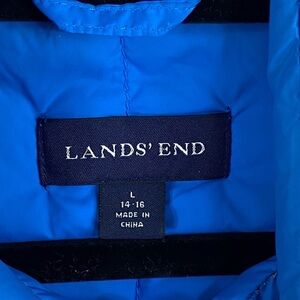 LANDS' END
L
14-16
MADE IN
CHINA